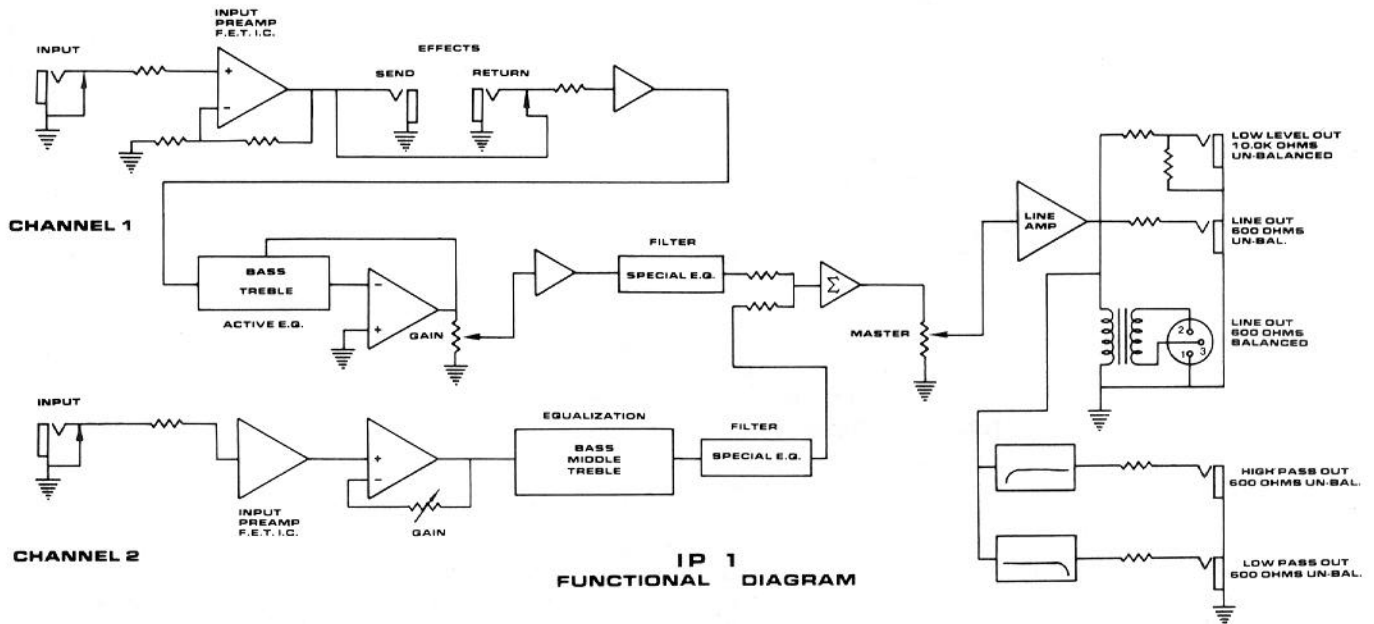 INPUT
INPUT
PREAMP
F.E.T. I.C.
+
−
EFFECTS
SEND
RETURN
CHANNEL 1
BASS
TREBLE
ACTIVE E.Q.
−
+
GAIN
FILTER
SPECIAL E.Q.
Σ
MASTER
LINE
AMP
LOW LEVEL OUT
10.0K OHMS
UN-BALANCED
LINE OUT
600 OHMS
UN-BAL.
LINE OUT
600 OHMS
BALANCED
2
3
1
INPUT
INPUT
PREAMP
F.E.T. I.C.
+
−
GAIN
EQUALIZATION
BASS
MIDDLE
TREBLE
FILTER
SPECIAL E.Q.
CHANNEL 2
HIGH PASS OUT
600 OHMS UN-BAL.
LOW PASS OUT
600 OHMS UN-BAL.
IP 1
FUNCTIONAL DIAGRAM